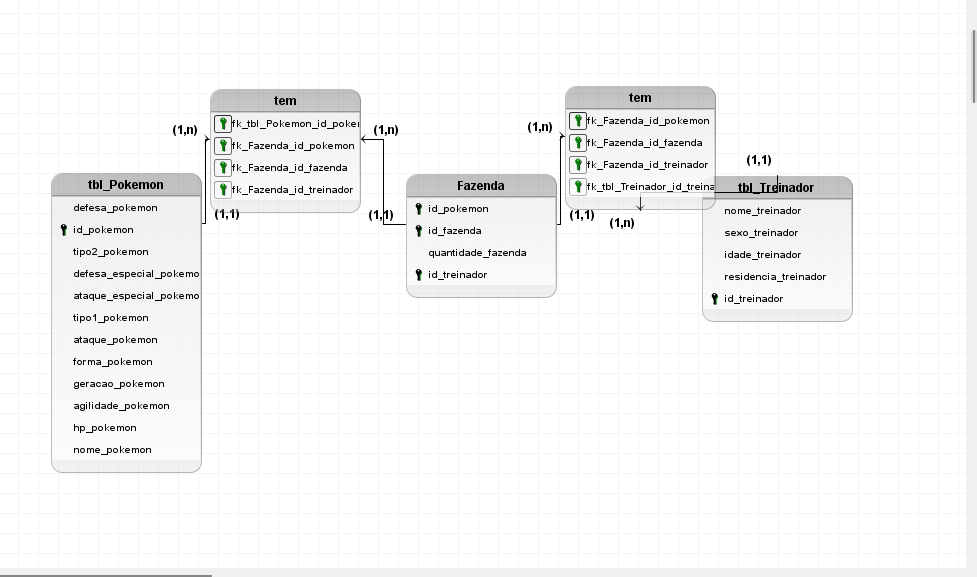 tem
fk_tbl_Pokemon_id_poke
fk_Fazenda_id_pokemon
fk_Fazenda_id_fazenda
fk_Fazenda_id_treinador
(1,n)
(1,n)
(1,1)
(1,1)
tbl_Pokemon
defesa_pokemon
id_pokemon
tipo2_pokemon
defesa_especial_pokemo
ataque_especial_pokemo
tipo1_pokemon
ataque_pokemon
forma_pokemon
geracao_pokemon
agilidade_pokemon
hp_pokemon
nome_pokemon
Fazenda
id_pokemon
id_fazenda
quantidade_fazenda
id_treinador
tem
fk_Fazenda_id_pokemon
fk_Fazenda_id_fazenda
fk_Fazenda_id_treinador
fk_tbl_Treinador_id_treina
(1,n)
(1,1)
(1,n)
(1,1)
tbl_Treinador
nome_treinador
sexo_treinador
idade_treinador
residencia_treinador
id_treinador